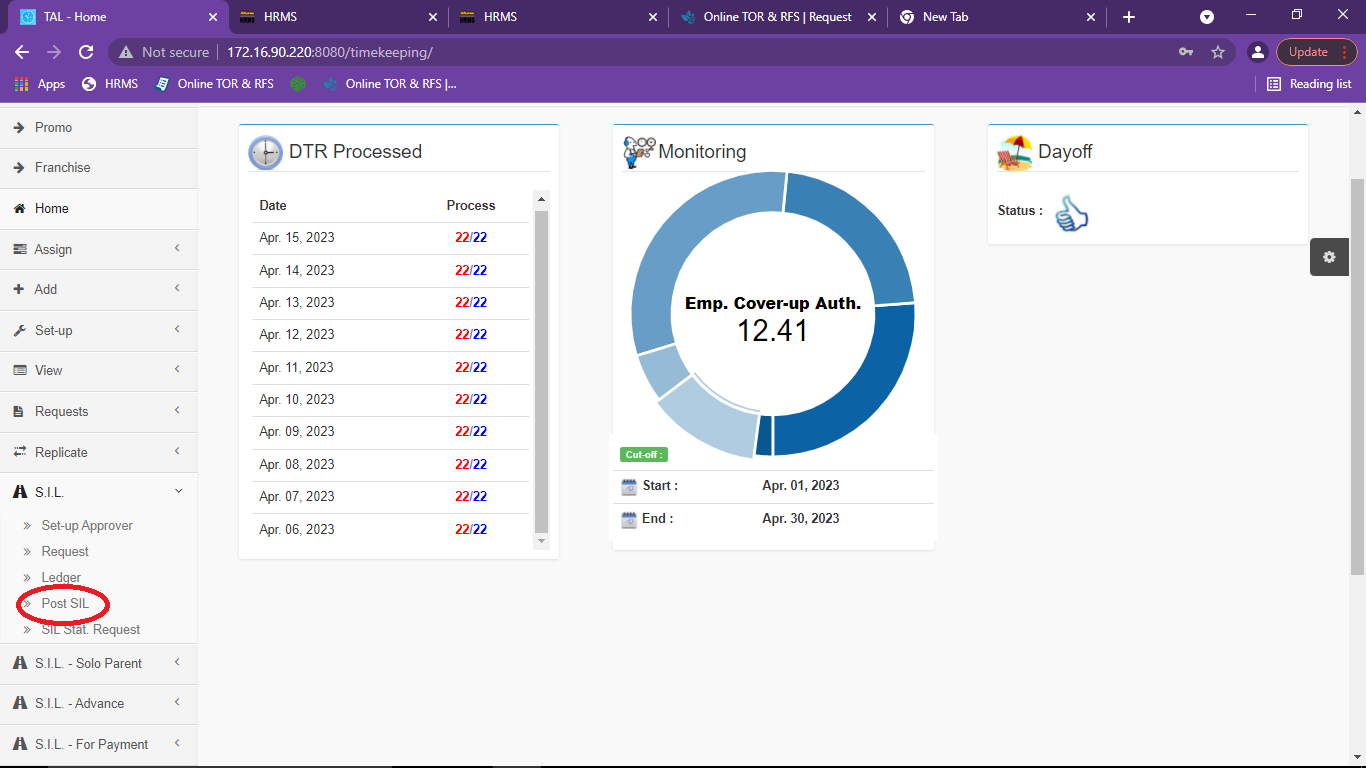 TAL - Home
HRMS
HRMS
Online TOR & RFS | Request
New Tab
Not secure
172.16.90.220:8080/timekeeping/
Update
Apps
HRMS
Online TOR & RFS
Online TOR & RFS |...
Reading list
Promo
Franchise
Home
Assign
Add
Set-up
View
Requests
Replicate
S.I.L.
Set-up Approver
Request
Ledger
Post SIL
SIL Stat. Request
S.I.L. - Solo Parent
S.I.L. - Advance
S.I.L. - For Payment
DTR Processed
Date Process
Apr. 15, 2023 22/22
Apr. 14, 2023 22/22
Apr. 13, 2023 22/22
Apr. 12, 2023 22/22
Apr. 11, 2023 22/22
Apr. 10, 2023 22/22
Apr. 09, 2023 22/22
Apr. 08, 2023 22/22
Apr. 07, 2023 22/22
Apr. 06, 2023 22/22
Monitoring
Emp. Cover-up Auth.
12.41
Cut-off :
Start : Apr. 01, 2023
End : Apr. 30, 2023
Dayoff
Status :